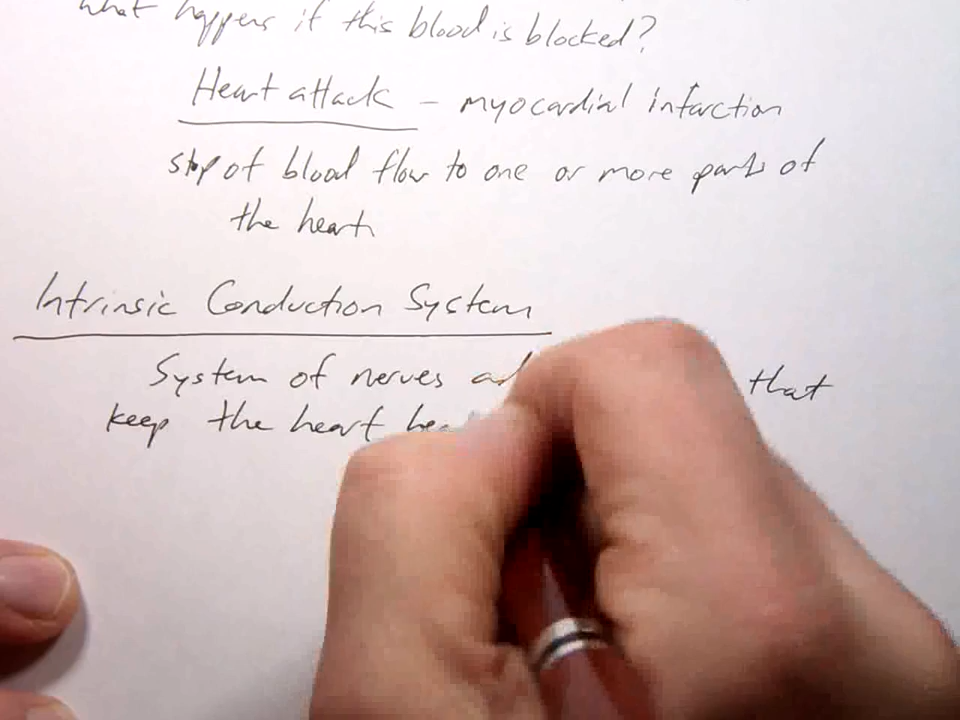 what happens if this blood is blocked?
Heart attack - myocardial infarction
stop of blood flow to one or more parts of
the heart
Intrinsic Conduction System
System of nerves that
keep the heart